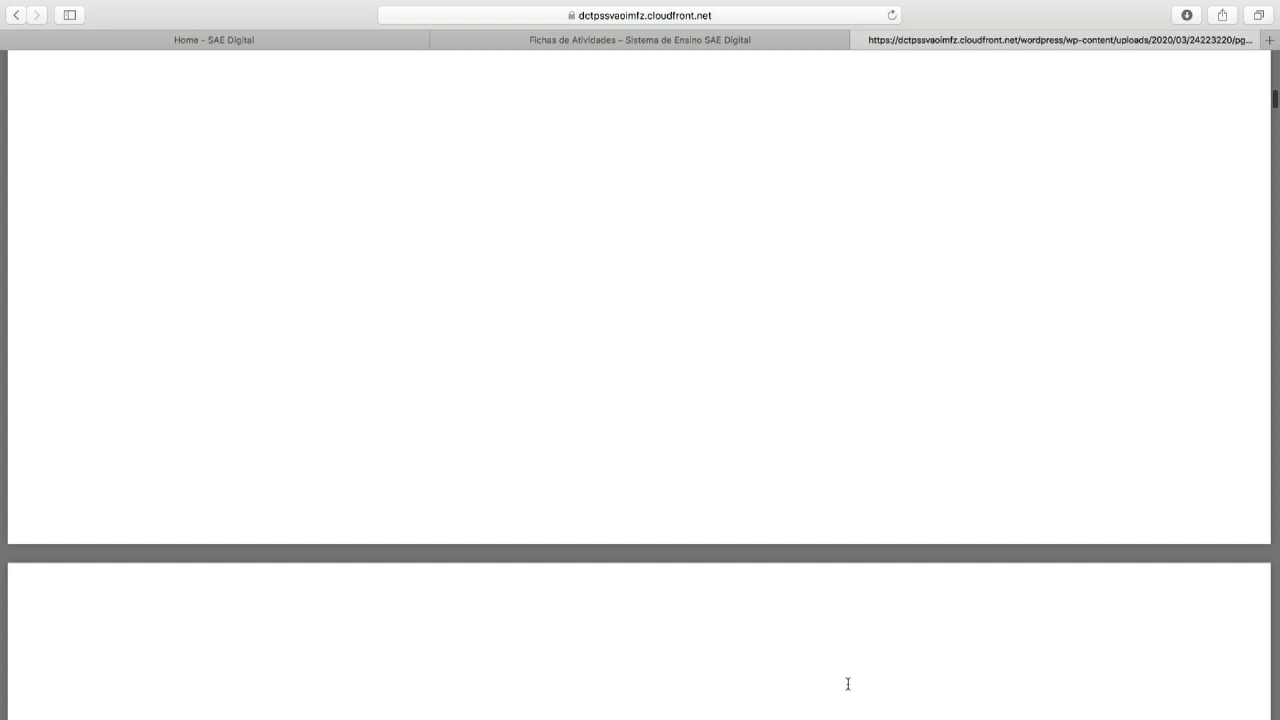 dctpssvaoimfz.cloudfront.net
Home - SAE Digital
Fichas de Atividades – Sistema de Ensino SAE Digital
https://dctpssvaoimfz.cloudfront.net/wordpress/wp-content/uploads/2020/03/24223220/pg...